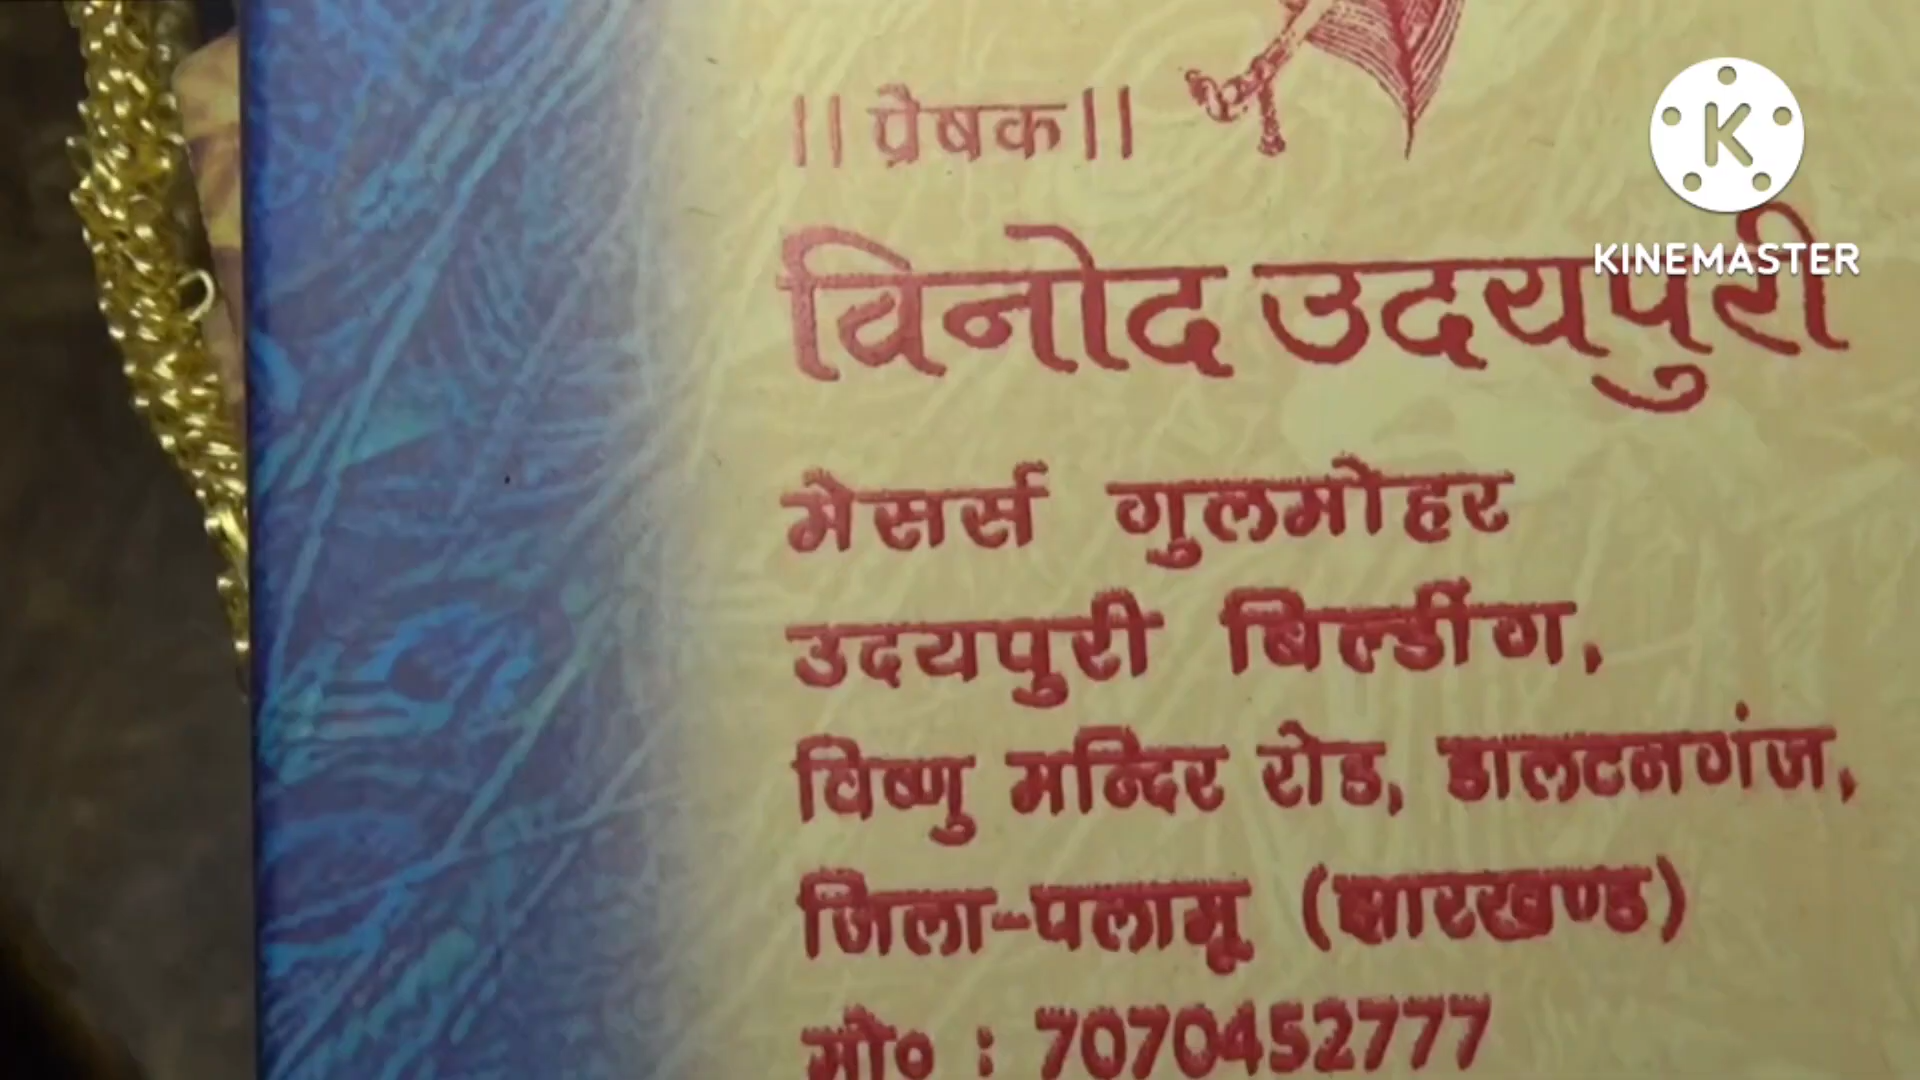 || प्रेषक ||
विनोद उदयपुरी
मेसर्स गुलमोहर
उदयपुरी बिल्डींग,
विष्णु मन्दिर रोड, डालटनगंज,
जिला-पलामू (झारखण्ड)
मो० : 7070452777
K
KINEMASTER